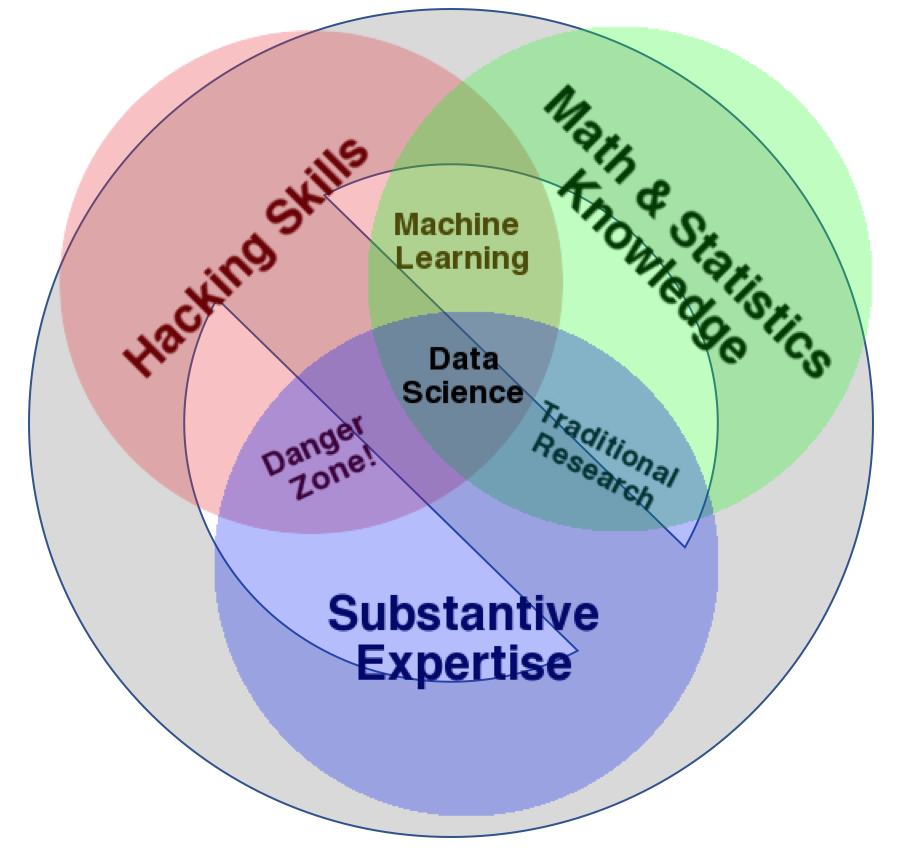 Hacking Skills
Math & Statistics
Knowledge
Machine
Learning
Data
Science
Danger
Zone!
Traditional
Research
Substantive
Expertise